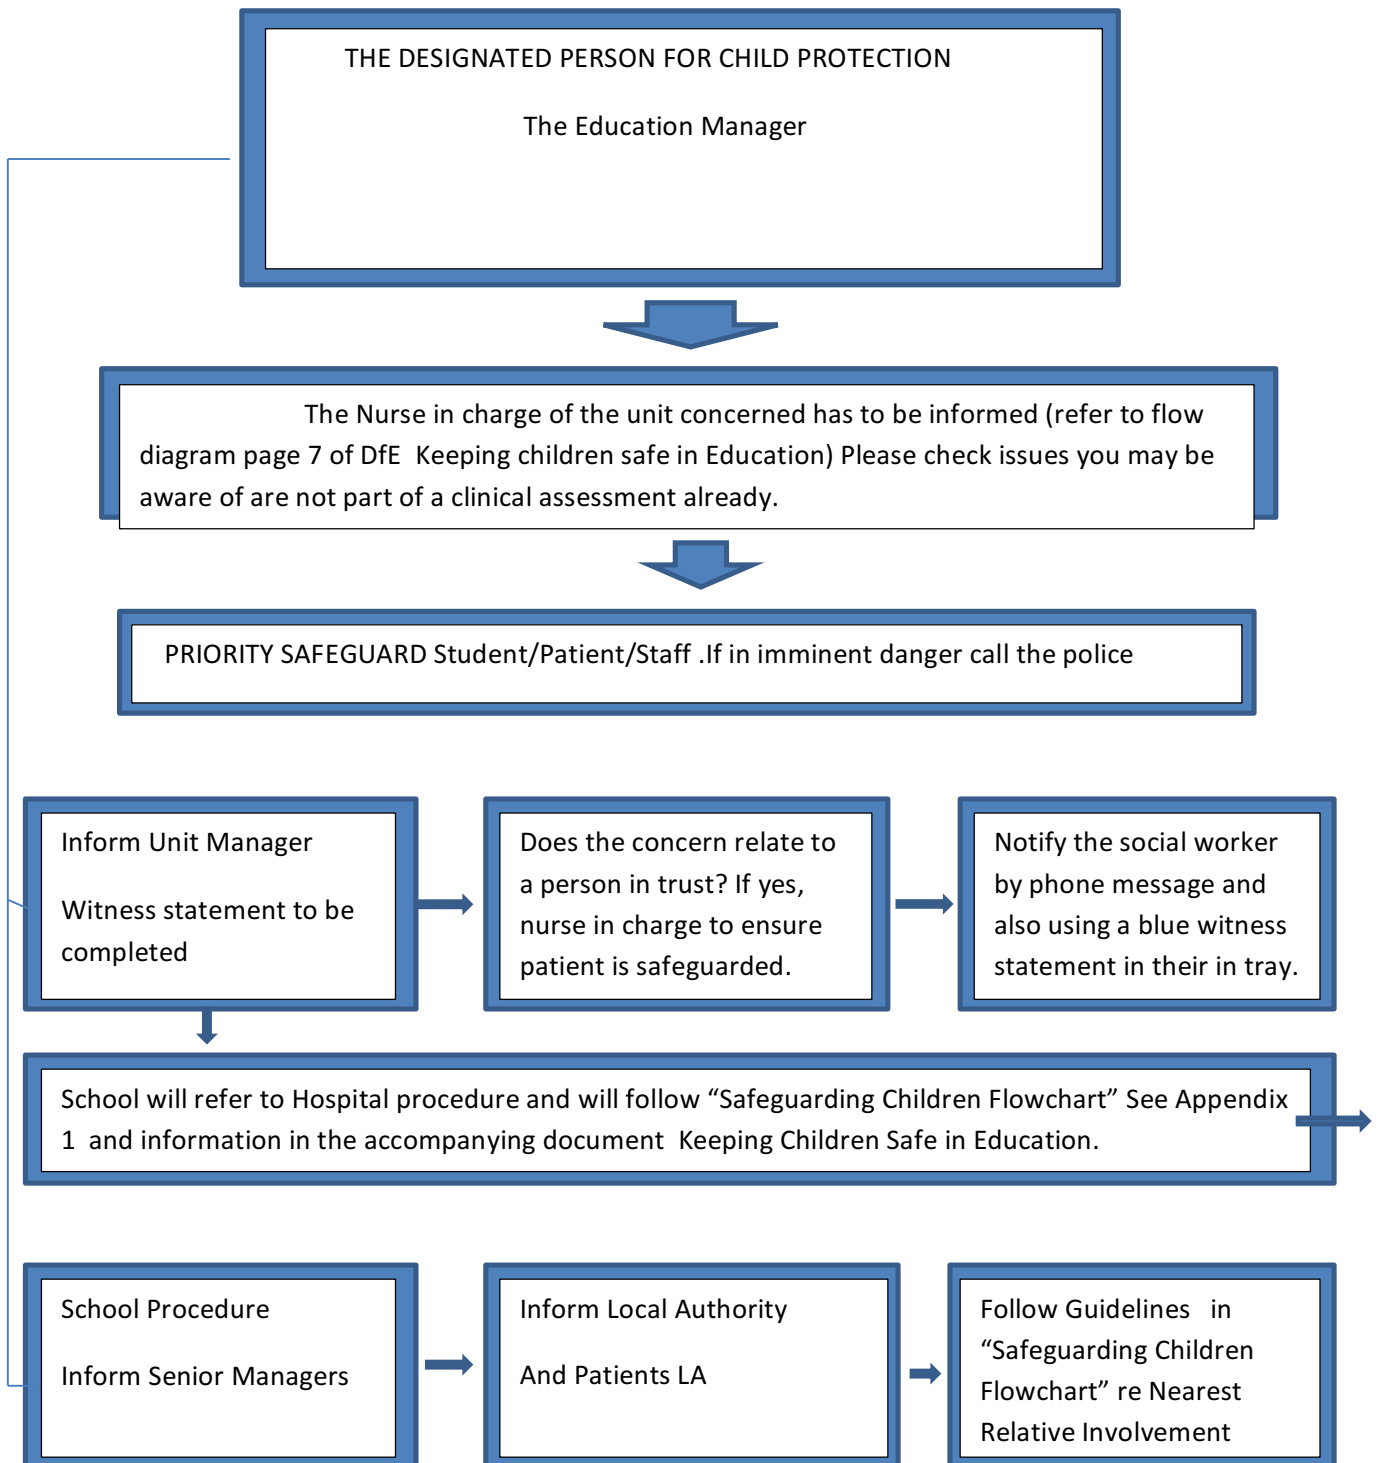 THE DESIGNATED PERSON FOR CHILD PROTECTION
The Education Manager
The Nurse in charge of the unit concerned has to be informed (refer to flow
diagram page 7 of DfE  Keeping children safe in Education) Please check issues you may be
aware of are not part of a clinical assessment already.
PRIORITY SAFEGUARD Student/Patient/Staff .If in imminent danger call the police
Inform Unit Manager
Witness statement to be
completed
Does the concern relate to
a person in trust? If yes,
nurse in charge to ensure
patient is safeguarded.
Notify the social worker
by phone message and
also using a blue witness
statement in their in tray.
School will refer to Hospital procedure and will follow “Safeguarding Children Flowchart” See Appendix
1  and information in the accompanying document  Keeping Children Safe in Education.
School Procedure
Inform Senior Managers
Inform Local Authority
And Patients LA
Follow Guidelines   in
“Safeguarding Children
Flowchart” re Nearest
Relative Involvement